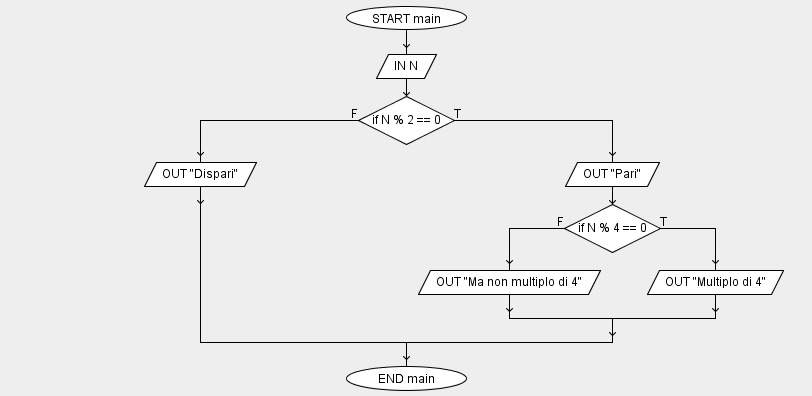 START main
IN N
F
if N % 2 == 0
T
OUT "Dispari"
OUT "Pari"
F
if N % 4 == 0
T
OUT "Ma non multiplo di 4"
OUT "Multiplo di 4"
END main